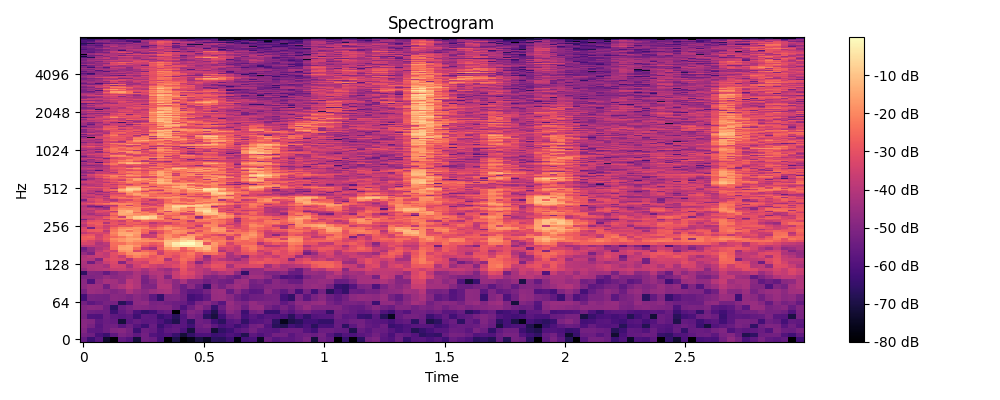 Spectrogram
Hz
4096
2048
1024
512
256
128
64
0
0
0.5
1
1.5
2
2.5
Time
-10 dB
-20 dB
-30 dB
-40 dB
-50 dB
-60 dB
-70 dB
-80 dB